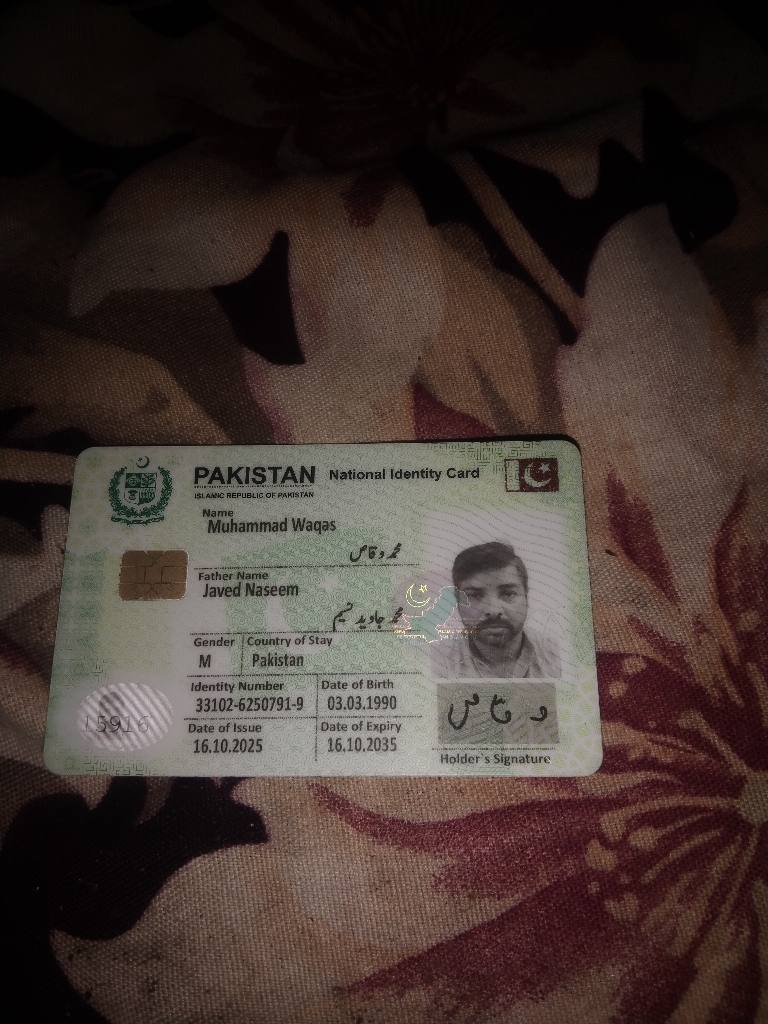 PAKISTAN National Identity Card
ISLAMIC REPUBLIC OF PAKISTAN
Name
Muhammad Waqas
محمد وقاص
Father Name
Javed Naseem
محمد جاوید نسیم
Gender Country of Stay
M Pakistan
Identity Number Date of Birth
33102-6250791-9 03.03.1990
Date of Issue Date of Expiry
16.10.2025 16.10.2035
15916
وقاص
Holder's Signature